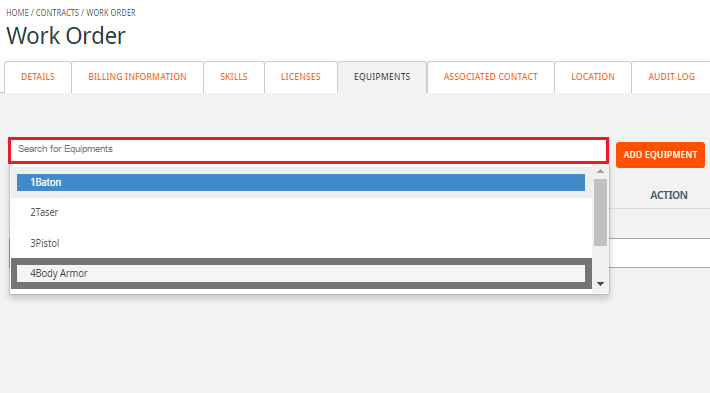 HOME / CONTRACTS / WORK ORDER
Work Order
DETAILS BILLING INFORMATION SKILLS LICENSES EQUIPMENTS ASSOCIATED CONTACT LOCATION AUDIT LOG
Search for Equipments
ADD EQUIPMENT
1Baton
ACTION
2Taser
3Pistol
4Body Armor